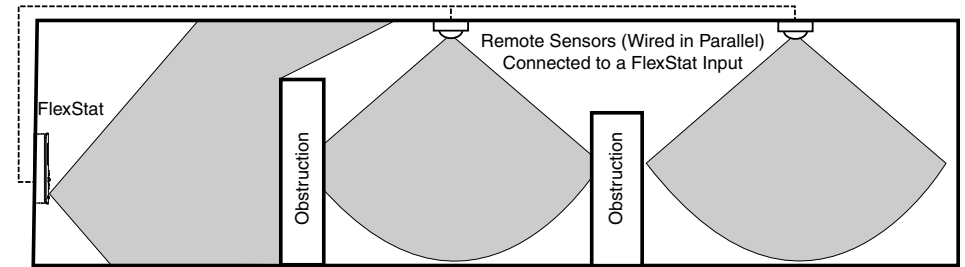 Remote Sensors (Wired in Parallel)
Connected to a FlexStat Input
FlexStat
Obstruction
Obstruction